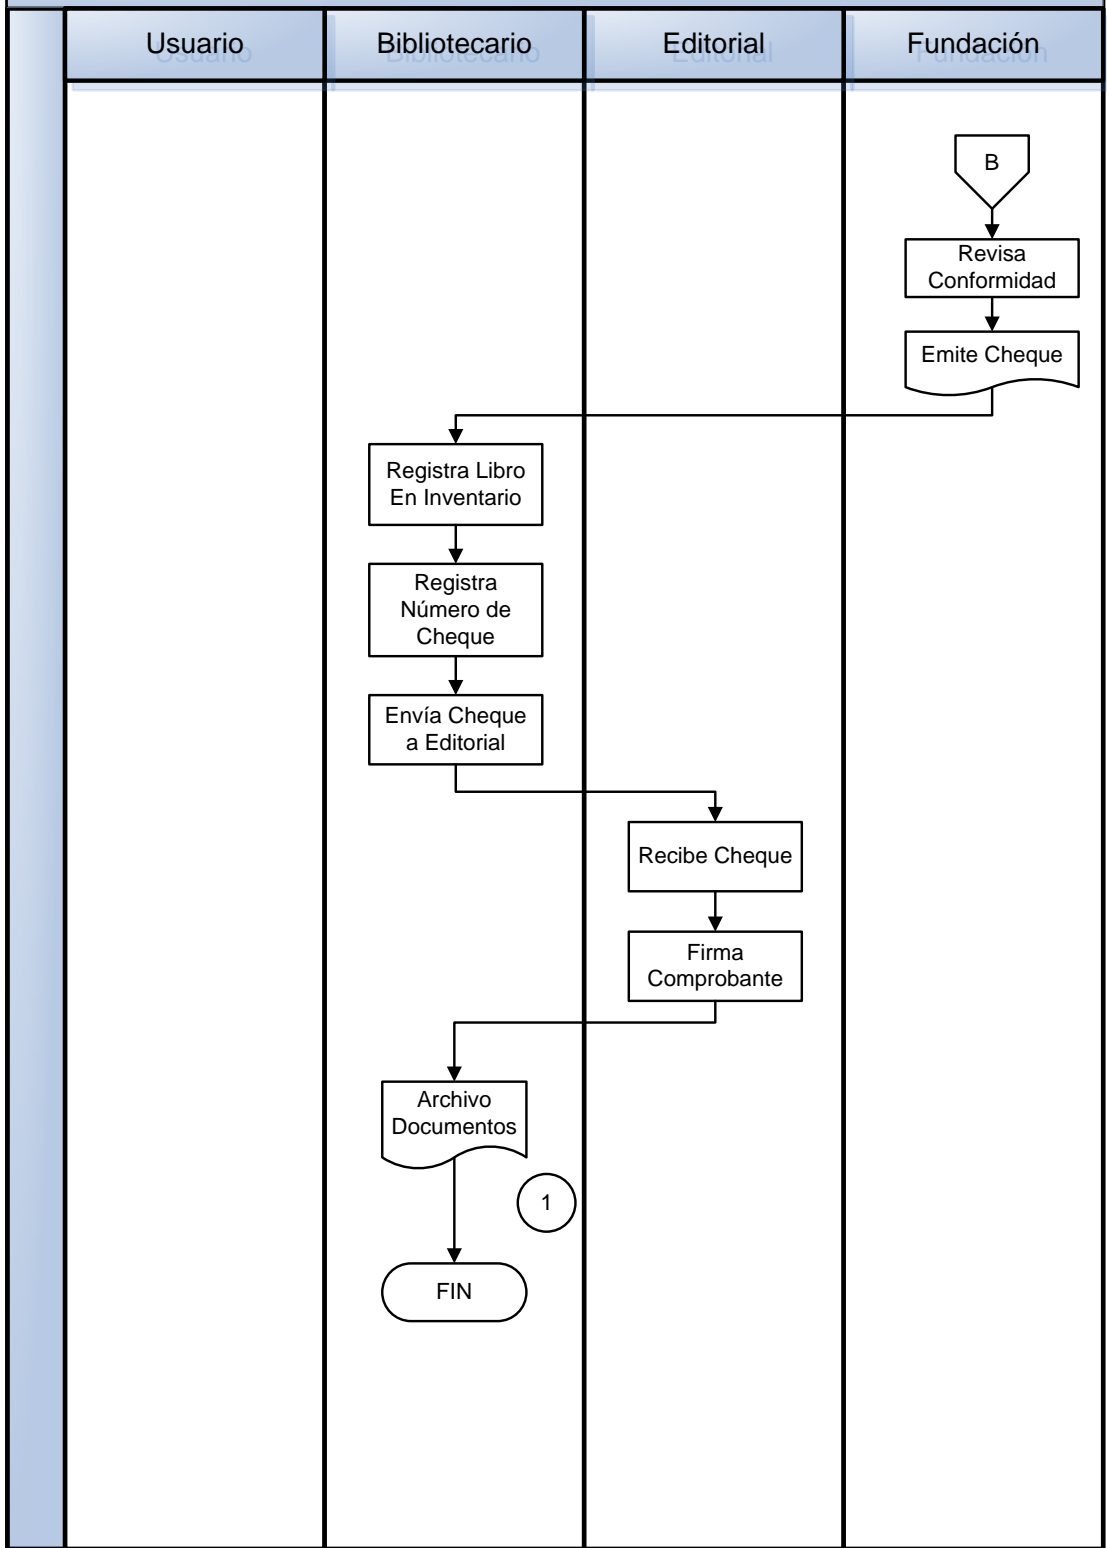 Usuario
Bibliotecario
Editorial
Fundación
B
Revisa
Conformidad
Emite Cheque
Registra Libro
En Inventario
Registra
Número de
Cheque
Envía Cheque
a Editorial
Recibe Cheque
Firma
Comprobante
Archivo
Documentos
1
FIN